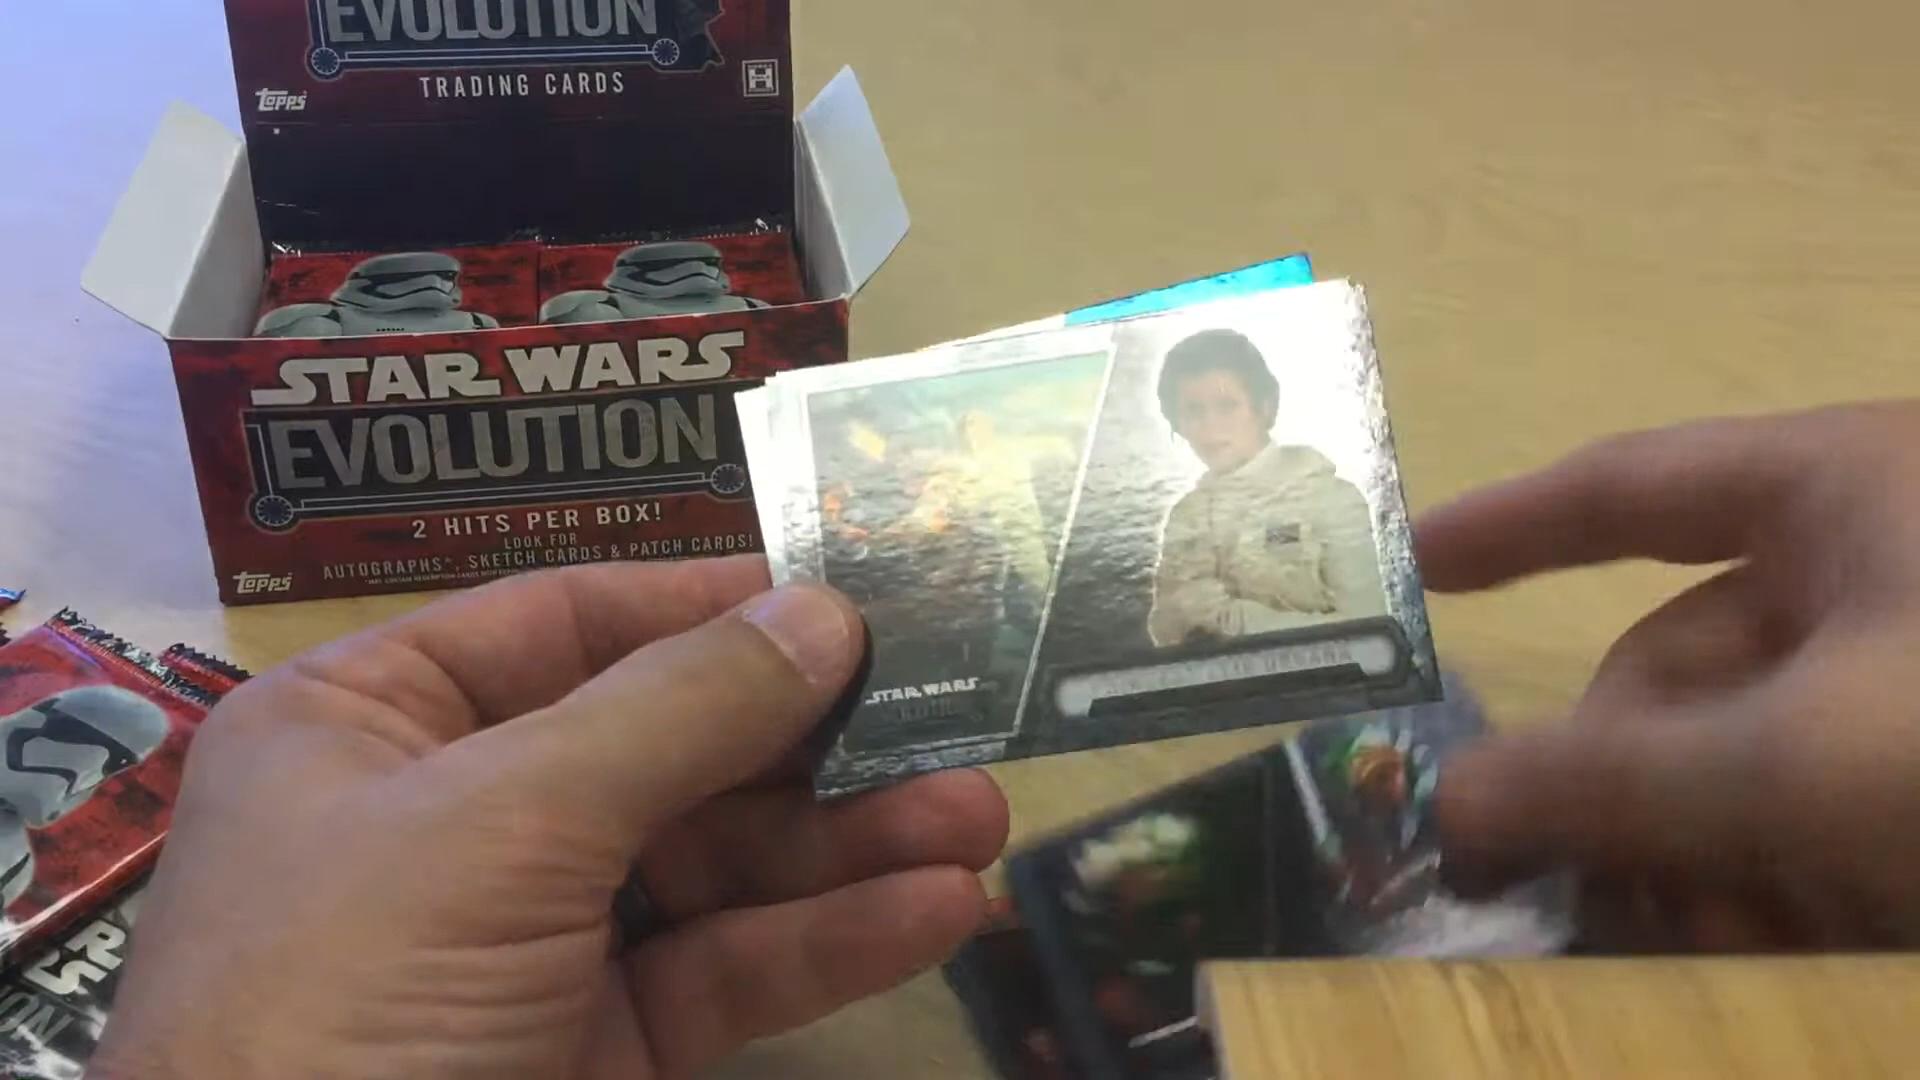 EVOLUTION
TRADING CARDS
topps
STAR WARS
EVOLUTION
2 HITS PER BOX!
LOOK FOR
AUTOGRAPHS*, SKETCH CARDS & PATCH CARDS!
topps
STAR WARS